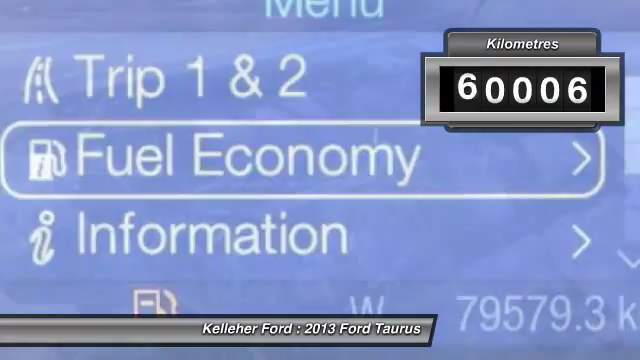 Menu
Kilometres
60006
Trip 1 & 2
Fuel Economy
Information
W 79579.3 k
Kelleher Ford : 2013 Ford Taurus